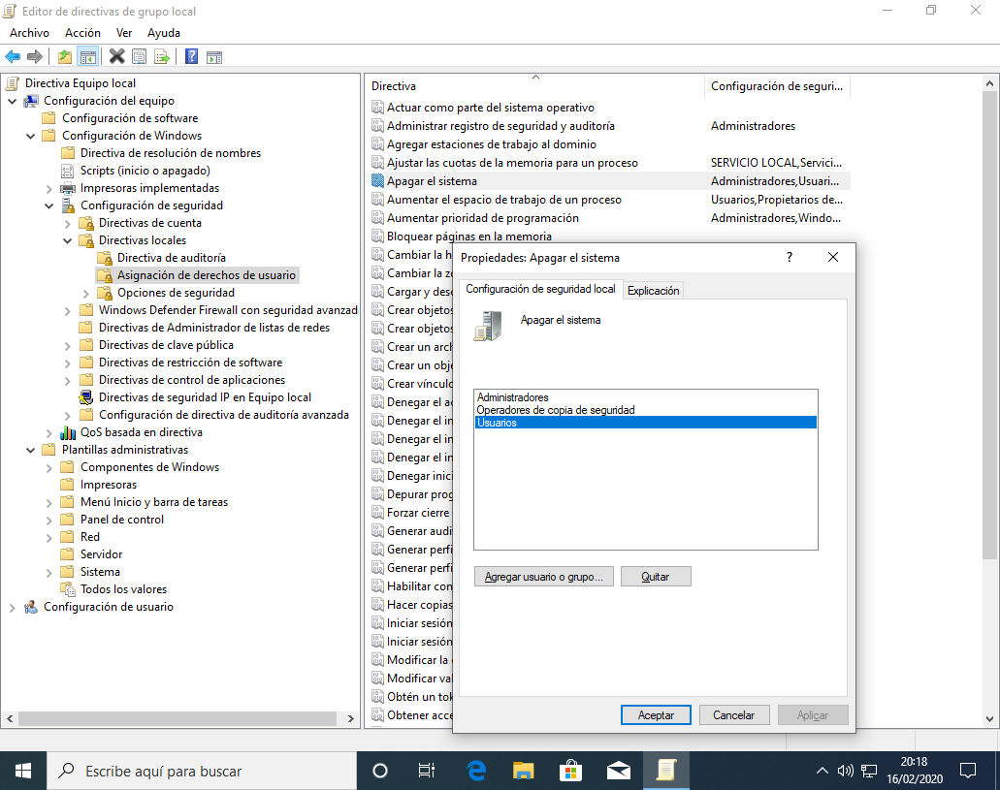 Editor de directivas de grupo local
Archivo Acción Ver Ayuda
Directiva Equipo local
Configuración del equipo
Configuración de software
Configuración de Windows
Directiva de resolución de nombres
Scripts (inicio o apagado)
Impresoras implementadas
Configuración de seguridad
Directivas de cuenta
Directivas locales
Directiva de auditoría
Asignación de derechos de usuario
Opciones de seguridad
Windows Defender Firewall con seguridad avanzad
Directivas de Administrador de listas de redes
Directivas de clave pública
Directivas de restricción de software
Directivas de control de aplicaciones
Directivas de seguridad IP en Equipo local
Configuración de directiva de auditoría avanzada
QoS basada en directiva
Plantillas administrativas
Componentes de Windows
Impresoras
Menú Inicio y barra de tareas
Panel de control
Red
Servidor
Sistema
Todos los valores
Configuración de usuario
Directiva Configuración de seguri...
Actuar como parte del sistema operativo
Administrar registro de seguridad y auditoría Administradores
Agregar estaciones de trabajo al dominio
Ajustar las cuotas de la memoria para un proceso SERVICIO LOCAL,Servici...
Apagar el sistema Administradores,Usuari...
Aumentar el espacio de trabajo de un proceso Usuarios,Propietarios de...
Aumentar prioridad de programación Administradores,Windo...
Bloquear páginas en la memoria
Cambiar la h
Cambiar la zo
Cargar y desc
Crear objetos
Crear objetos
Crear un arch
Crear un obje
Crear vínculo
Denegar el ac
Denegar el in
Denegar el in
Denegar el in
Denegar inici
Depurar prog
Forzar cierre
Generar audi
Generar perfi
Generar perfi
Habilitar con
Hacer copias
Iniciar sesión
Iniciar sesión
Modificar la
Modificar val
Obtén un tok
Obtener acce
Propiedades: Apagar el sistema ?
Configuración de seguridad local Explicación
Apagar el sistema
Administradores
Operadores de copia de seguridad
Usuarios
Agregar usuario o grupo... Quitar
Aceptar Cancelar Aplicar
Escribe aquí para buscar
20:18
16/02/2020